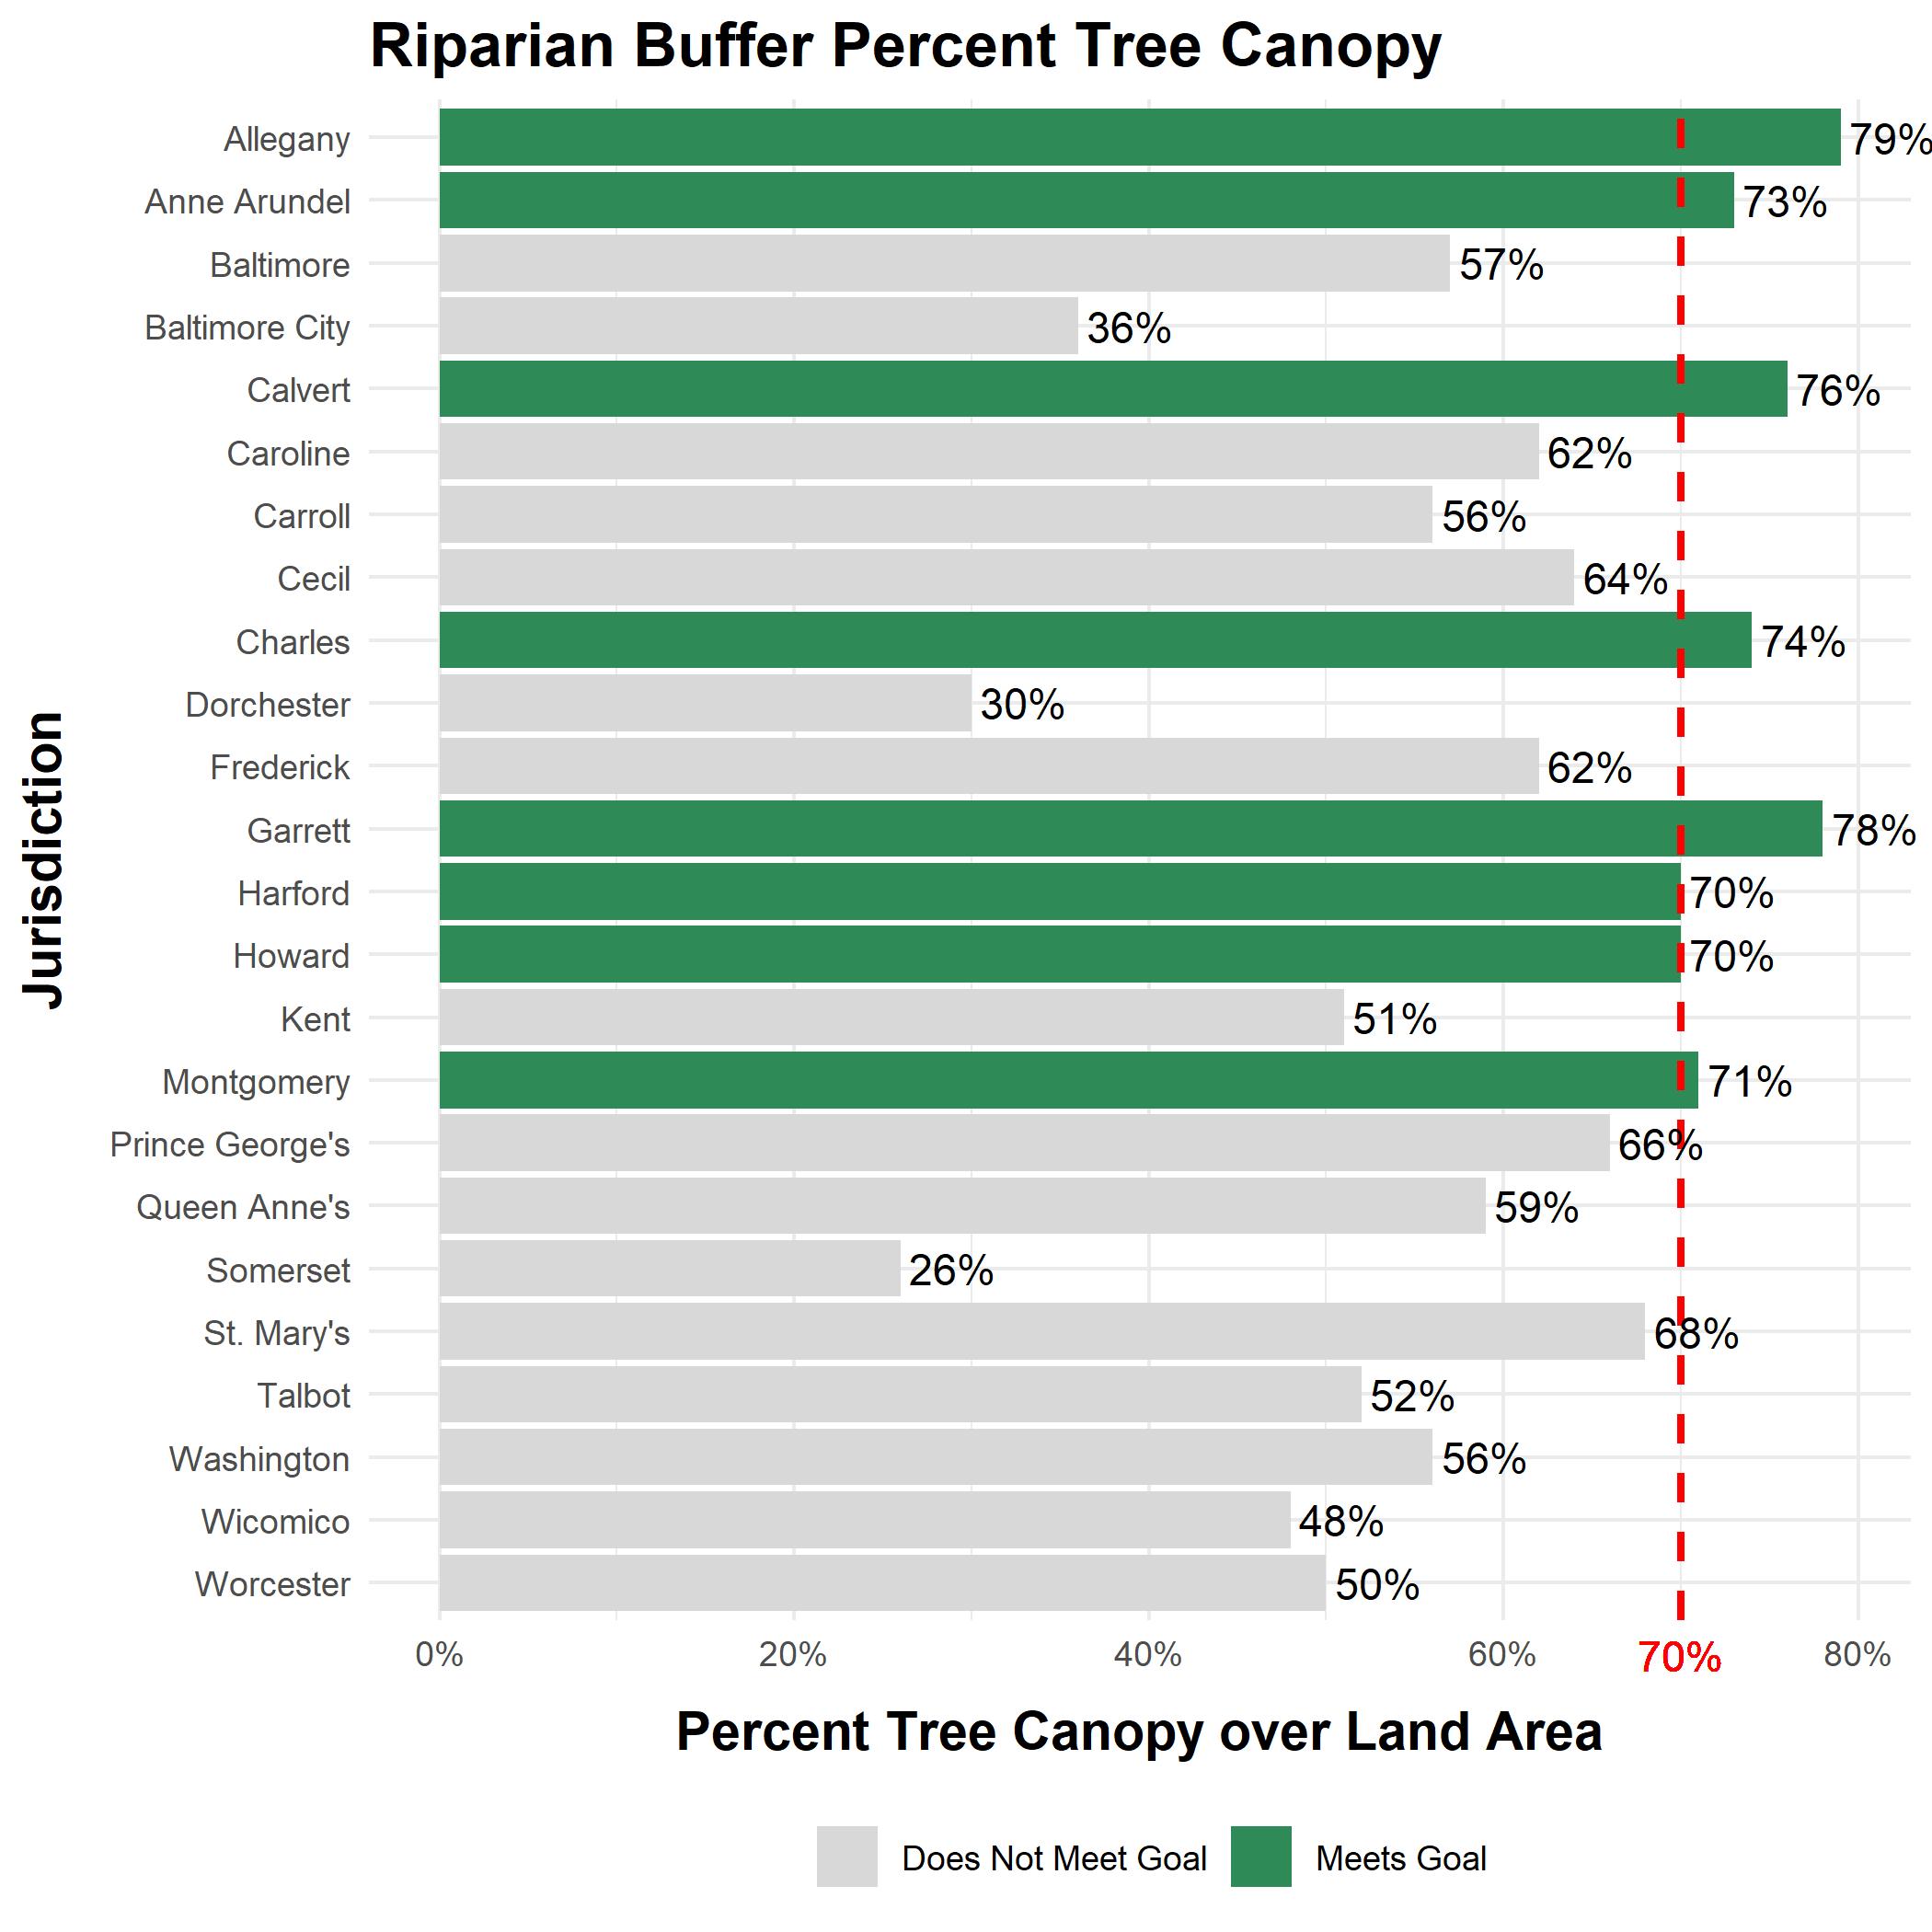 Riparian Buffer Percent Tree Canopy
Jurisdiction
Allegany 79%
Anne Arundel 73%
Baltimore 57%
Baltimore City 36%
Calvert 76%
Caroline 62%
Carroll 56%
Cecil 64%
Charles 74%
Dorchester 30%
Frederick 62%
Garrett 78%
Harford 70%
Howard 70%
Kent 51%
Montgomery 71%
Prince George's 66%
Queen Anne's 59%
Somerset 26%
St. Mary's 68%
Talbot 52%
Washington 56%
Wicomico 48%
Worcester 50%
0% 20% 40% 60% 70% 80%
Percent Tree Canopy over Land Area
Does Not Meet Goal Meets Goal